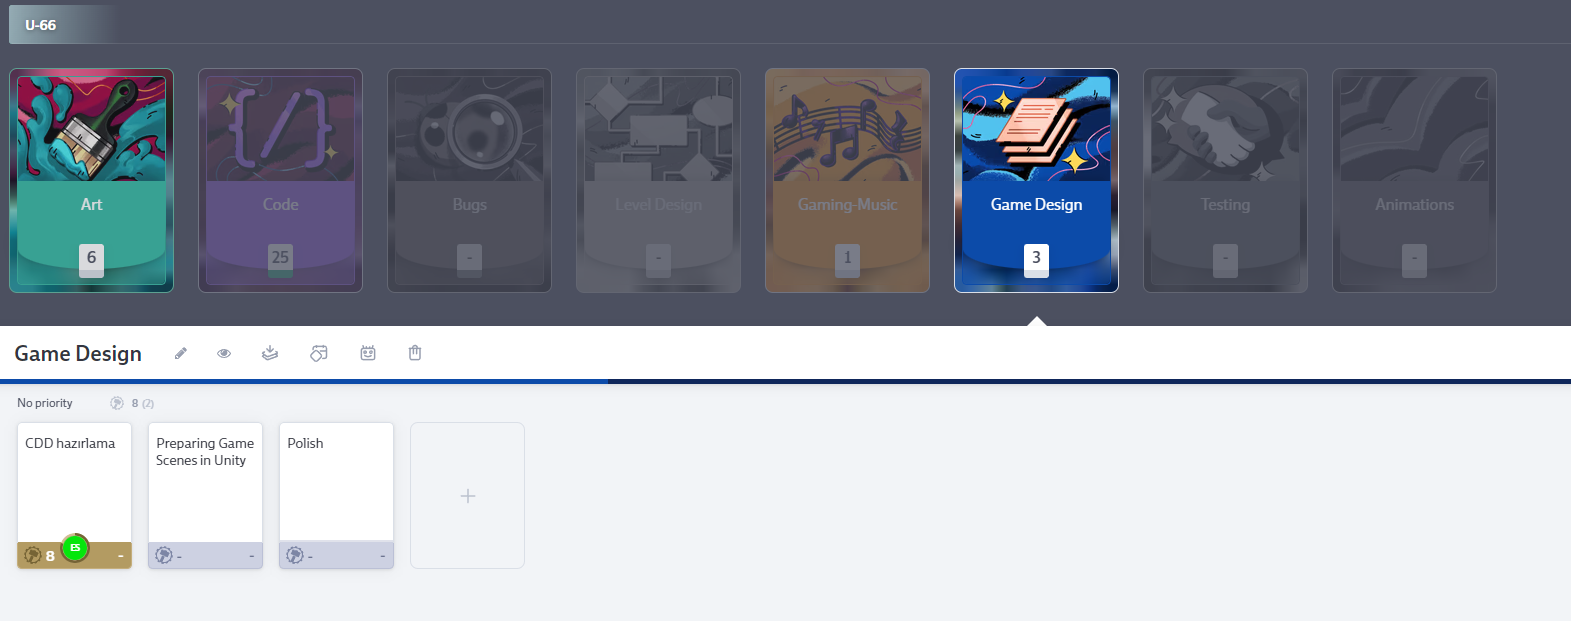 U-66
Art
6
Code
25
Bugs
-
Level Design
-
Gaming-Music
1
Game Design
3
Testing
-
Animations
-
Game Design
No priority 8 (2)
CDD hazırlama
8 ES -
Preparing Game
Scenes in Unity
- -
Polish
- -
+